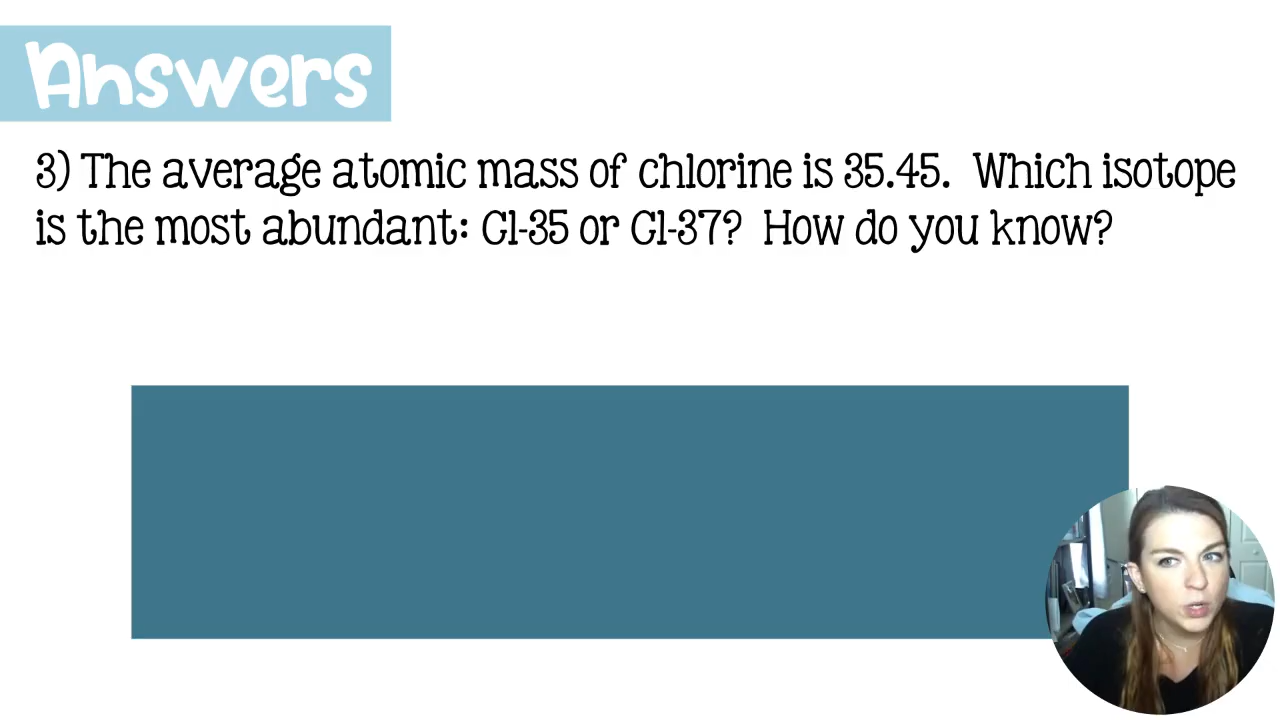 Answers
3) The average atomic mass of chlorine is 35.45. Which isotope
is the most abundant: Cl-35 or Cl-37? How do you know?